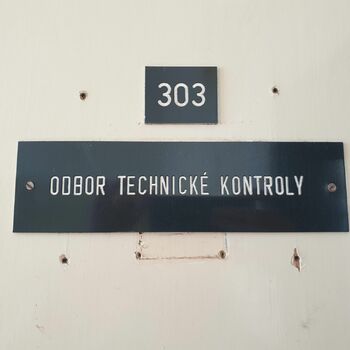 303
ODBOR TECHNICKÉ KONTROLY